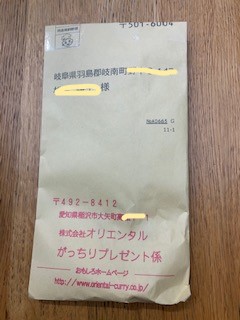 〒501-6004
岐阜県羽島郡岐南町
様
11-1
〒492-8412
愛知県稲沢市大矢町高
株式会社オリエンタル
がっちりプレゼント係
おもしろホームページ
http://www.oriental-curry.co.jp/